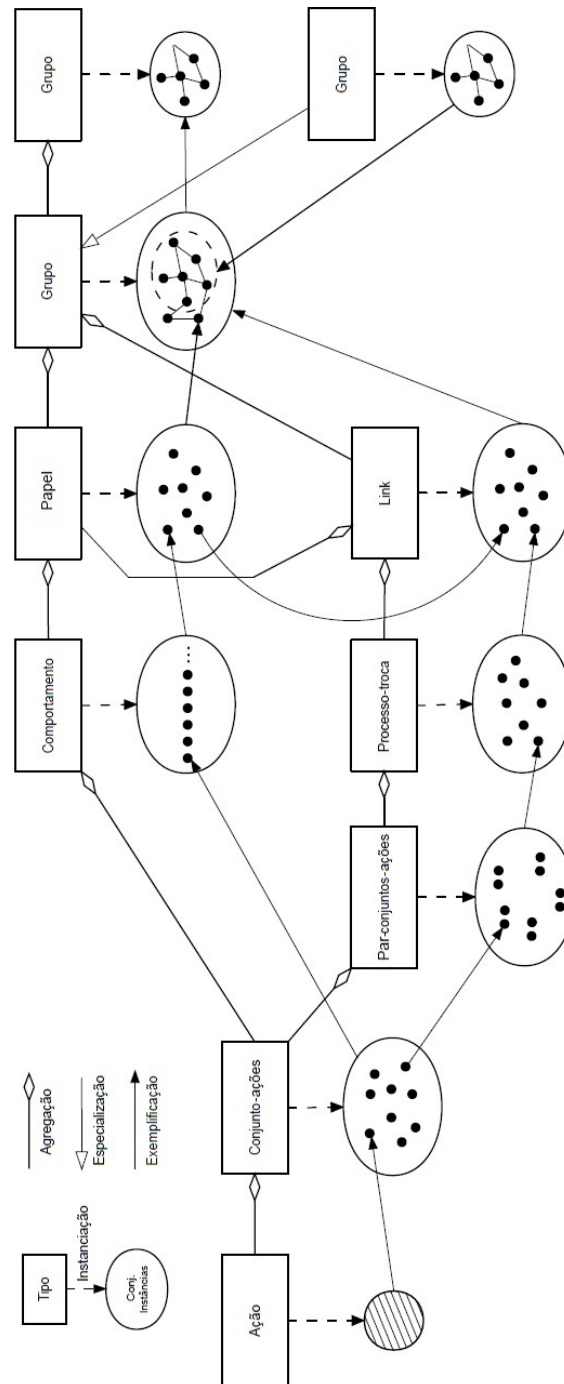 Tipo
Instanciação
Conj.
Instâncias
Agregação
Especialização
Exemplificação
Ação
Conjunto-ações
Comportamento
Papel
Grupo
Grupo
Par-conjuntos-ações
Processo-troca
Link
Grupo
...